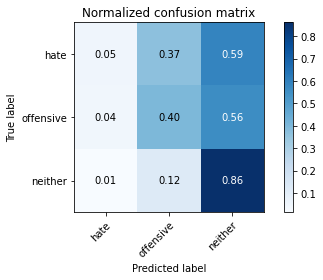 Normalized confusion matrix
True label
hate 0.05 0.37 0.59
offensive 0.04 0.40 0.56
neither 0.01 0.12 0.86
hate offensive neither
Predicted label
0.8
0.7
0.6
0.5
0.4
0.3
0.2
0.1